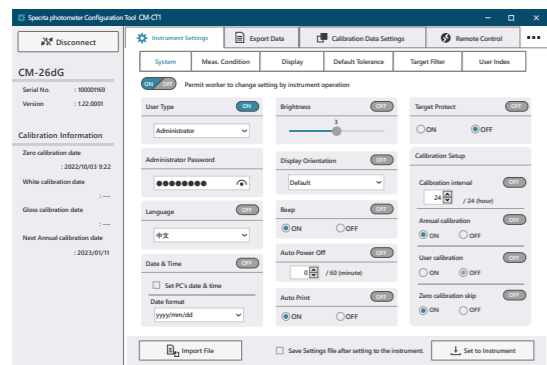 Specrta photometer Configuration Tool CM-CT1
Disconnect
Instrument Settings
Export Data
Calibration Data Settings
Remote Control
System
Meas. Condition
Display
Default Tolerance
Target Filter
User Index
CM-26dG
Serial No. : 100001169
Version : 1.22.0001
Calibration Information
Zero calibration date
: 2022/10/03 9:22
White calibration date
: ---
Gloss calibration date
: ---
Next Annual calibration date
: 2023/01/11
ON OFF Permit worker to change setting by instrument operation
User Type ON
Administrator
Administrator Password
Language OFF
中文
Date & Time OFF
Set PC's date & time
Date format
yyyy/mm/dd
Brightness OFF
3
Display Orientation OFF
Default
Beep OFF
ON OFF
Auto Power Off OFF
0 / 60 (minute)
Auto Print OFF
ON OFF
Target Protect OFF
ON OFF
Calibration Setup
Calibration interval OFF
24 / 24 (hour)
Annual calibration OFF
ON OFF
User calibration OFF
ON OFF
Zero calibration skip OFF
ON OFF
Import File
Save Settings file after setting to the instrument.
Set to Instrument